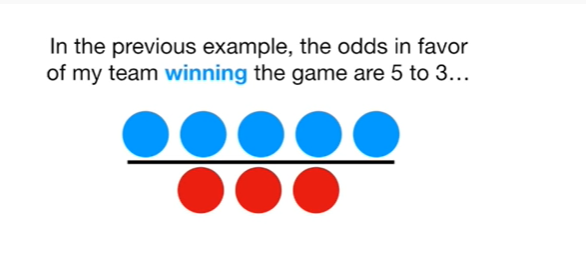 In the previous example, the odds in favor
of my team winning the game are 5 to 3…